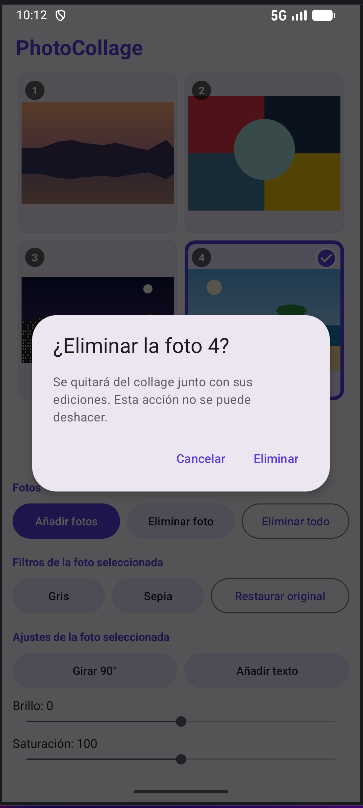 10:12 5G
PhotoCollage
1 2
3 4
¿Eliminar la foto 4?
Se quitará del collage junto con sus
ediciones. Esta acción no se puede
deshacer.
Cancelar Eliminar
Fotos
Añadir fotos Eliminar foto Eliminar todo
Filtros de la foto seleccionada
Gris Sepia Restaurar original
Ajustes de la foto seleccionada
Girar 90° Añadir texto
Brillo: 0
Saturación: 100